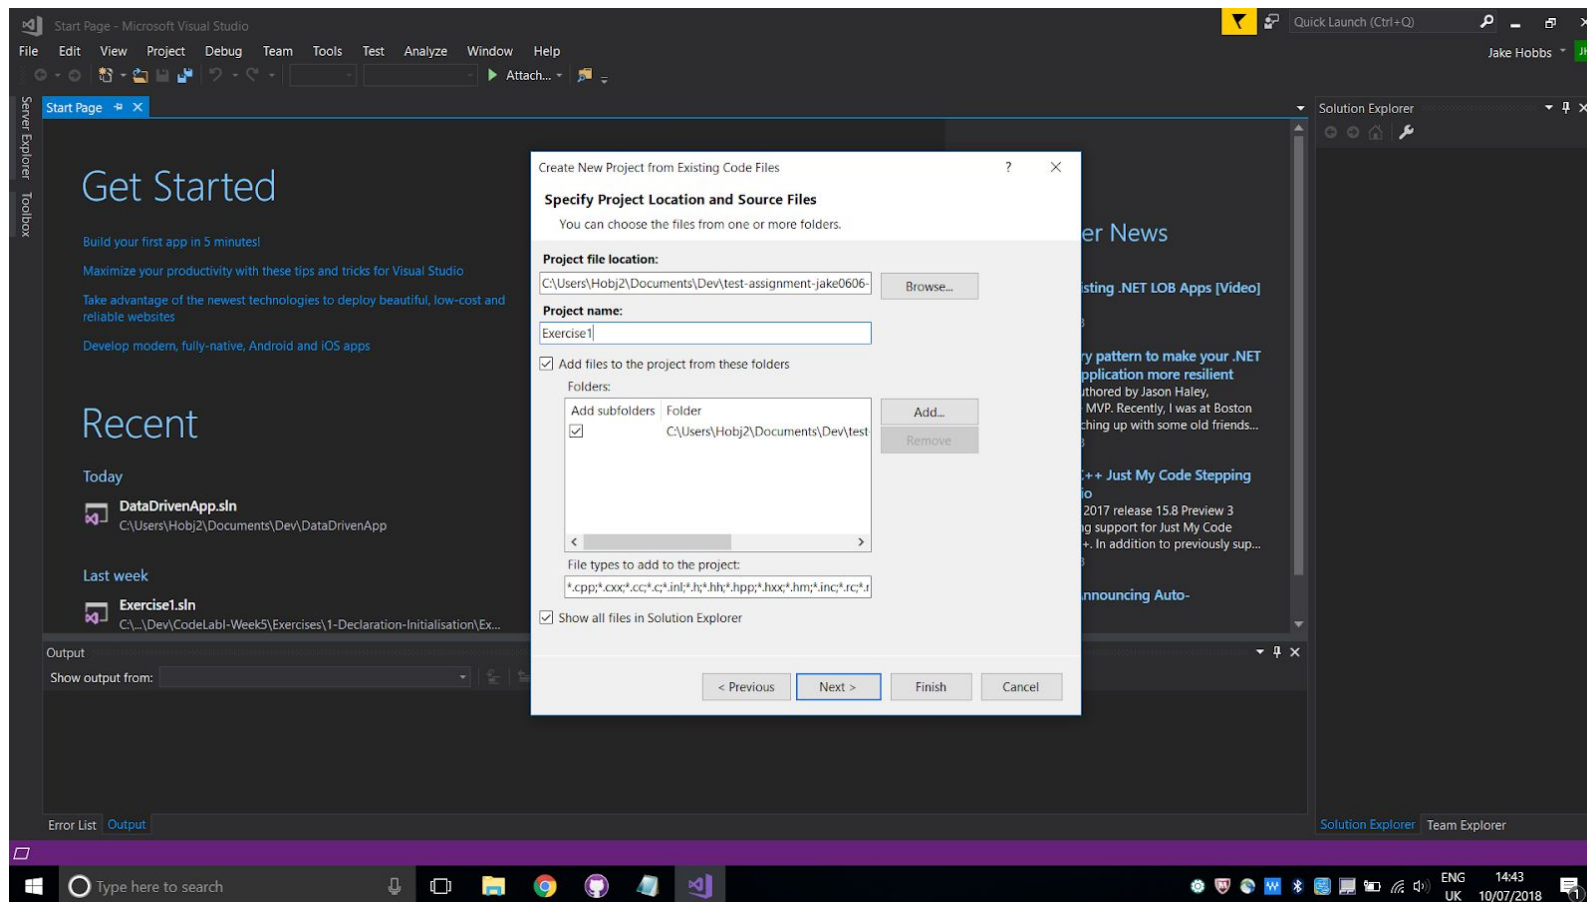 Start Page - Microsoft Visual Studio
Quick Launch (Ctrl+Q)
File Edit View Project Debug Team Tools Test Analyze Window Help
Jake Hobbs
Attach...
Server Explorer
Toolbox
Start Page
Solution Explorer
Get Started
Build your first app in 5 minutes!
Maximize your productivity with these tips and tricks for Visual Studio
Take advantage of the newest technologies to deploy beautiful, low-cost and
reliable websites
Develop modern, fully-native, Android and iOS apps
Recent
Today
DataDrivenApp.sln
C:\Users\Hobj2\Documents\Dev\DataDrivenApp
Last week
Exercise1.sln
C:\...\Dev\CodeLabI-Week5\Exercises\1-Declaration-Initialisation\Ex...
Create New Project from Existing Code Files
?
Specify Project Location and Source Files
You can choose the files from one or more folders.
Project file location:
C:\Users\Hobj2\Documents\Dev\test-assignment-jake0606-
Browse...
Project name:
Exercise1
Add files to the project from these folders
Folders:
Add subfolders Folder
C:\Users\Hobj2\Documents\Dev\test-
Add...
Remove
File types to add to the project:
*.cpp;*.cxx;*.cc;*.c;*.inl;*.h;*.hh;*.hpp;*.hxx;*.hm;*.inc;*.rc;*.r
Show all files in Solution Explorer
< Previous Next > Finish Cancel
er News
isting .NET LOB Apps [Video]
ry pattern to make your .NET
pplication more resilient
uthored by Jason Haley,
MVP. Recently, I was at Boston
ching up with some old friends...
++ Just My Code Stepping
io
2017 release 15.8 Preview 3
ng support for Just My Code
+. In addition to previously sup...
nnouncing Auto-
Output
Show output from:
Error List Output
Solution Explorer Team Explorer
Type here to search
ENG
UK
14:43
10/07/2018
1